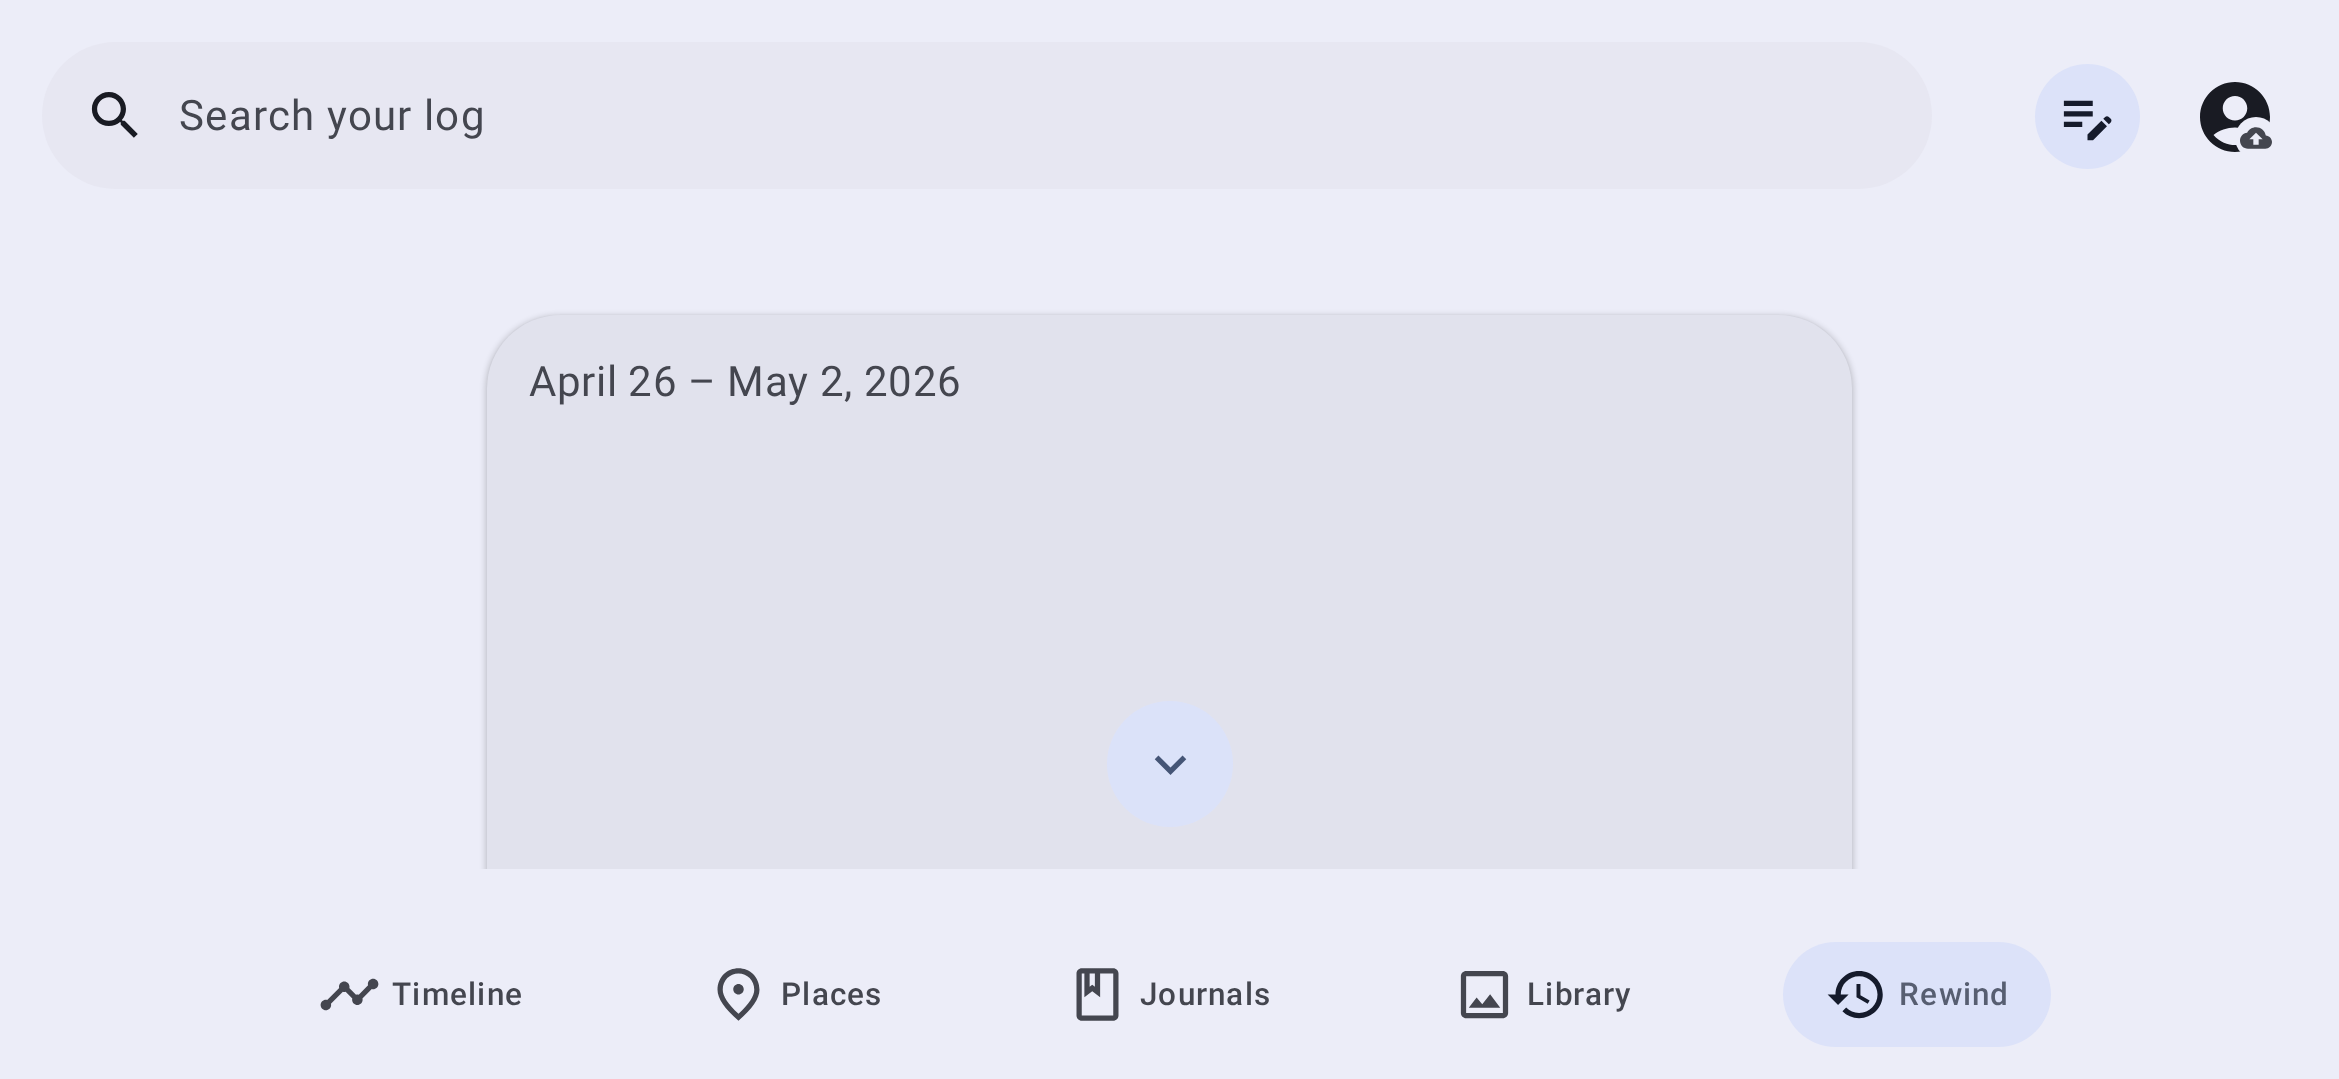 Search your log
April 26 – May 2, 2026
Timeline
Places
Journals
Library
Rewind